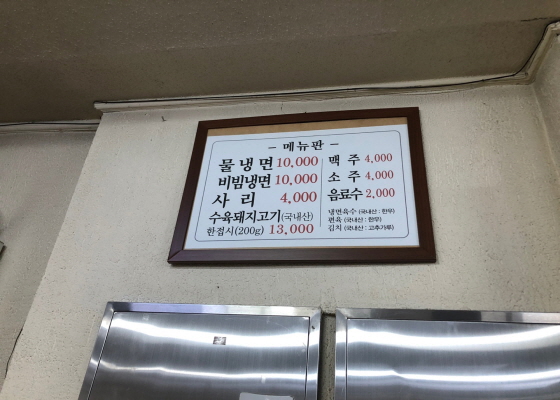 - 메뉴판 -
물냉면 10,000
비빔냉면 10,000
사리 4,000
수육돼지고기(국내산)
한접시(200g) 13,000
맥주 4,000
소주 4,000
음료수 2,000
냉면육수 (국내산 : 한우)
편육 (국내산 : 한우)
김치 (국내산 : 고추가루)